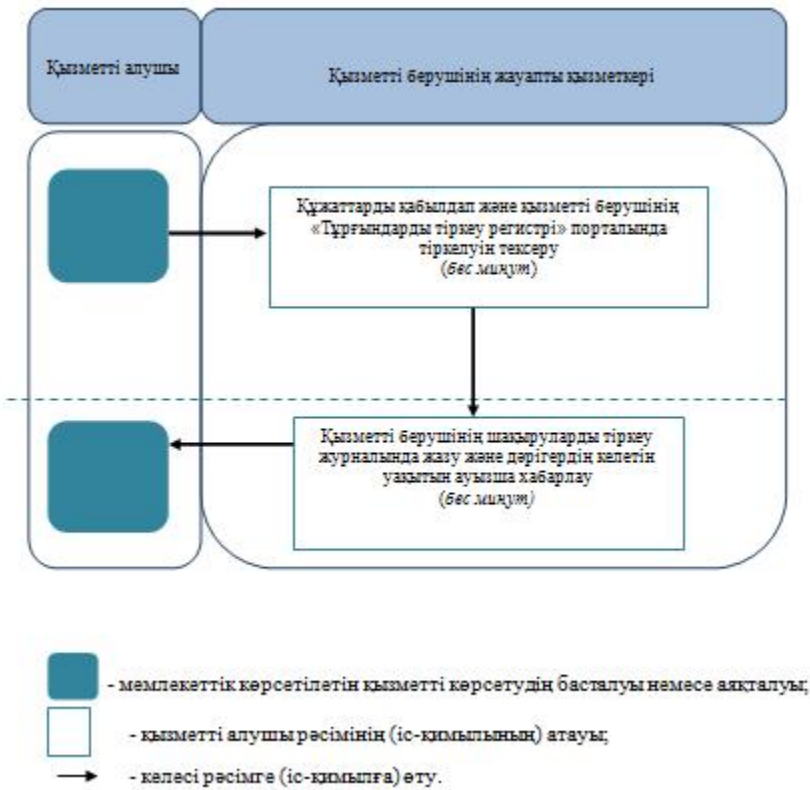 Қызметті алушы
Қызметті берушінің жауапты қызметкері
Құжаттарды қабылдап және қызметті берушінің
«Тұрғындарды тіркеу регистрі» порталында
тіркелуін тексеру
(бес минут)
Қызметті берушінің шақыруларды тіркеу
журналында жазу және дәрігердің келетін
уақытын ауызша хабарлау
(бес минут)
- мемлекеттік көрсетілетін қызметті көрсетудің басталуы немесе аяқталуы;
- қызметті алушы рәсімінің (іс-қимылының) атауы;
- келесі рәсімге (іс-қимылға) өту.